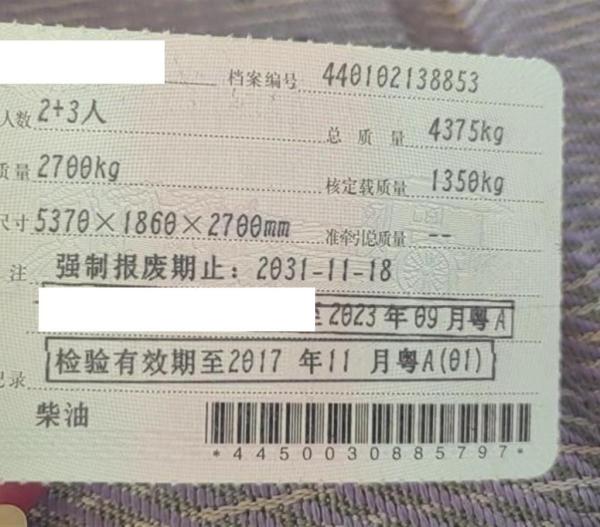 档案编号 440102138853
人数 2+3人 总质量 4375kg
质量 2700kg 核定载质量 1350kg
尺寸 5370×1860×2700mm 准牵引总质量 --
注 强制报废期止：2031-11-18
至2023年09月粤A
检验有效期至2017年11月粤A(01)
记录
柴油
*4450030885797*